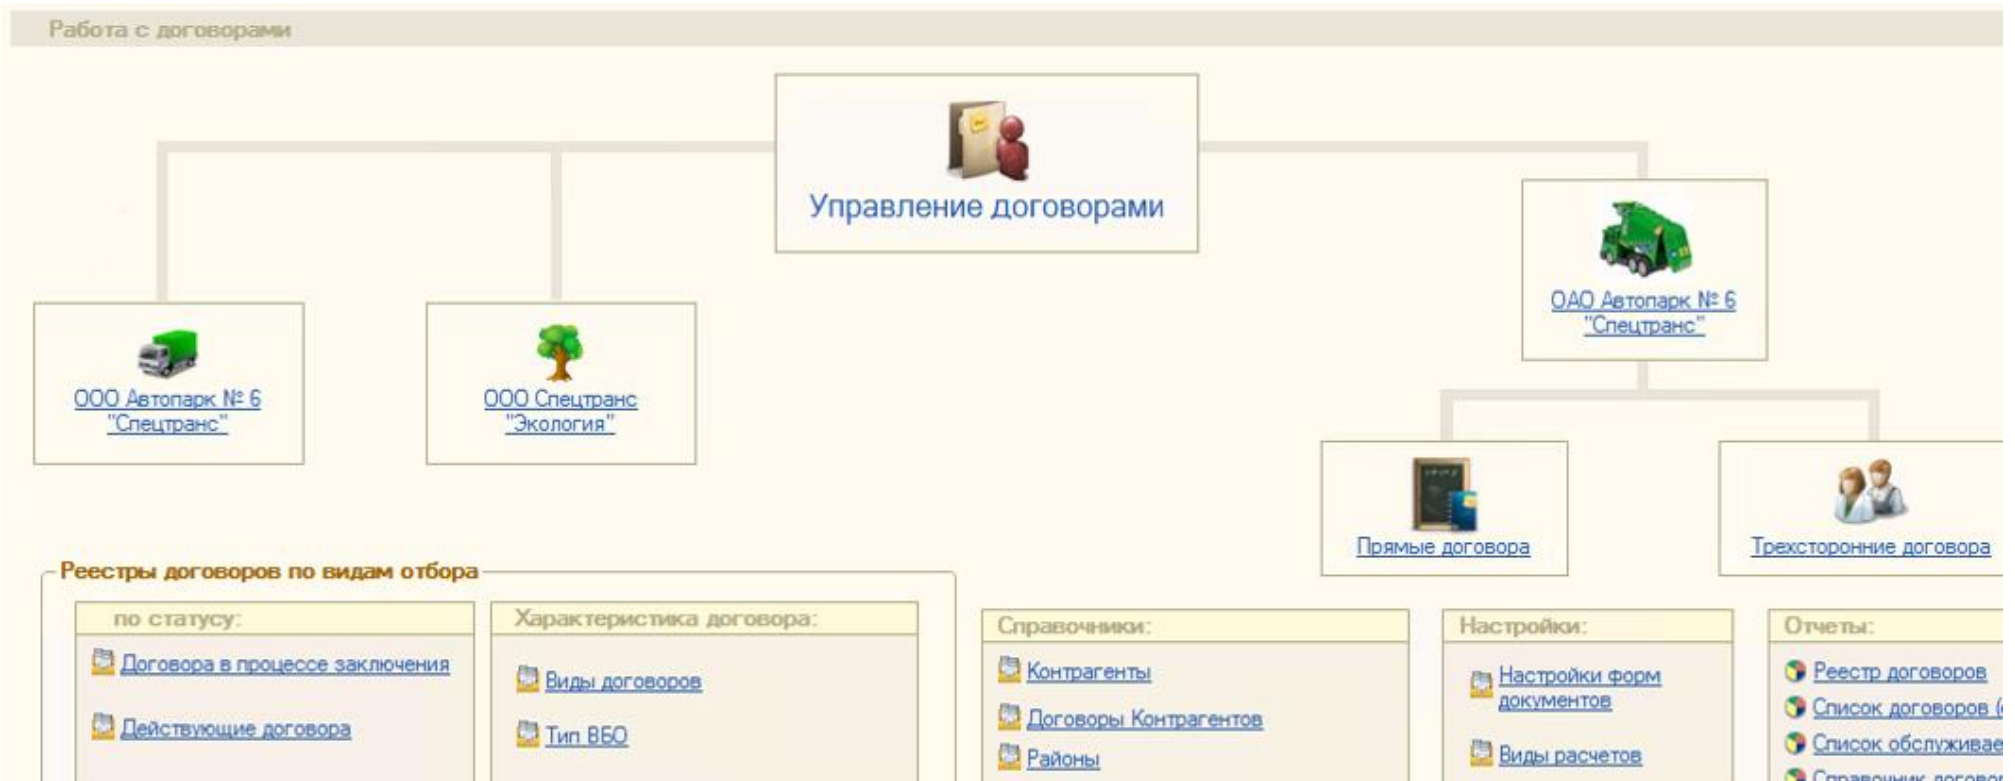 Работа с договорами
Управление договорами
ОАО Автопарк № 6
"Спецтранс"
ООО Автопарк № 6
"Спецтранс"
ООО Спецтранс
"Экология"
Прямые договора
Трехсторонние договора
Реестры договоров по видам отбора
по статусу:
Договора в процессе заключения
Действующие договора
Характеристика договора:
Виды договоров
Тип ВБО
Справочники:
Контрагенты
Договоры Контрагентов
Районы
Настройки:
Настройки форм
документов
Виды расчетов
Отчеты:
Реестр договоров
Список договоров
Список
Справочник